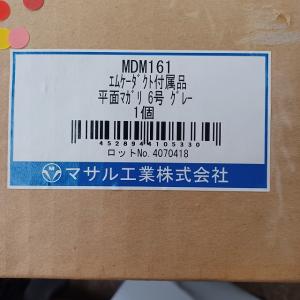 MDM161
エムケーダクト付属品
平面マガリ 6号 グレー
1個
4528944105330
ロットNo. 4070418
マサル工業株式会社